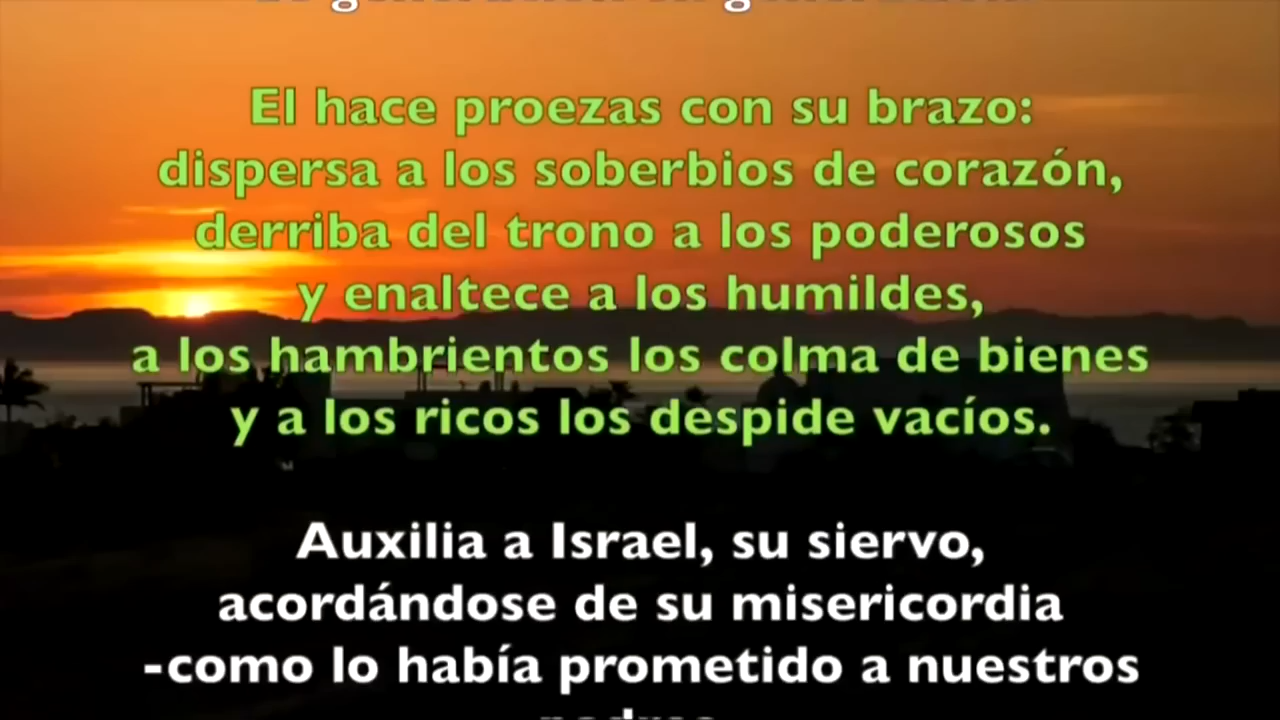 El hace proezas con su brazo:
dispersa a los soberbios de corazón,
derriba del trono a los poderosos
y enaltece a los humildes,
a los hambrientos los colma de bienes
y a los ricos los despide vacíos.
Auxilia a Israel, su siervo,
acordándose de su misericordia
-como lo había prometido a nuestros